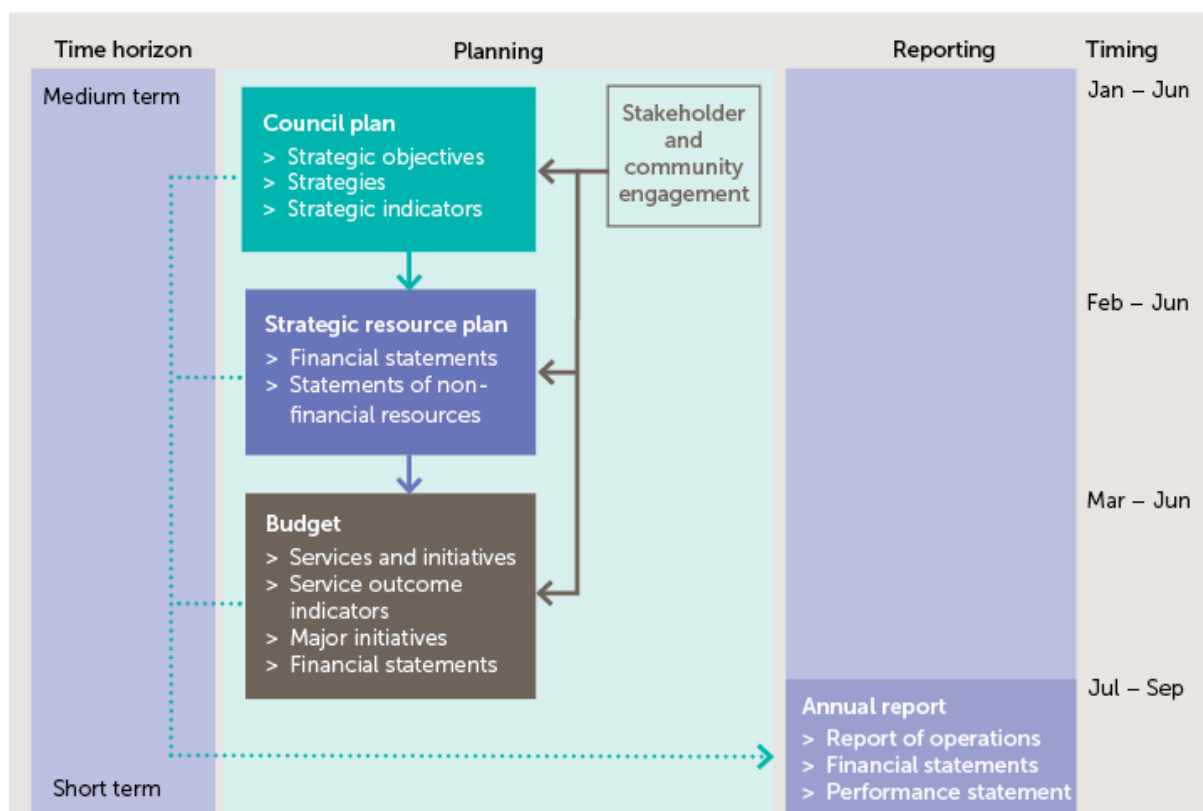 Time horizon
Planning
Reporting
Timing
Medium term
Jan – Jun
Council plan
> Strategic objectives
> Strategies
> Strategic indicators
Stakeholder
and
community
engagement
Feb – Jun
Strategic resource plan
> Financial statements
> Statements of non-
financial resources
Mar – Jun
Budget
> Services and initiatives
> Service outcome
indicators
> Major initiatives
> Financial statements
Jul – Sep
Annual report
> Report of operations
> Financial statements
> Performance statement
Short term